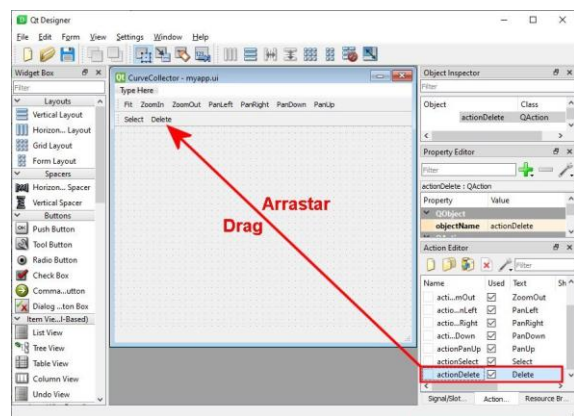 Qt Designer
File Edit Form View Settings Window Help
Widget Box
Filter
Layouts
Vertical Layout
Horizon... Layout
Grid Layout
Form Layout
Spacers
Horizon... Spacer
Vertical Spacer
Buttons
Push Button
Tool Button
Radio Button
Check Box
Comma...utton
Dialog ...ton Box
Item Vie...l-Based)
List View
Tree View
Table View
Column View
Undo View
CurveCollector - myapp.ui
Type Here
Fit ZoomIn ZoomOut PanLeft PanRight PanDown PanUp
Select Delete
Arrastar
Drag
Object Inspector
Filter
Object Class
actionDelete QAction
Property Editor
Filter
actionDelete : QAction
Property Value
QObject
objectName actionDelete
Action Editor
Filter
Name Used Text Sh
acti...mOut ZoomOut
actio...nLeft PanLeft
actio...Right PanRight
acti...Down PanDown
actionPanUp PanUp
actionSelect Select
actionDelete Delete
Signal/Slot... Action... Resource Br...